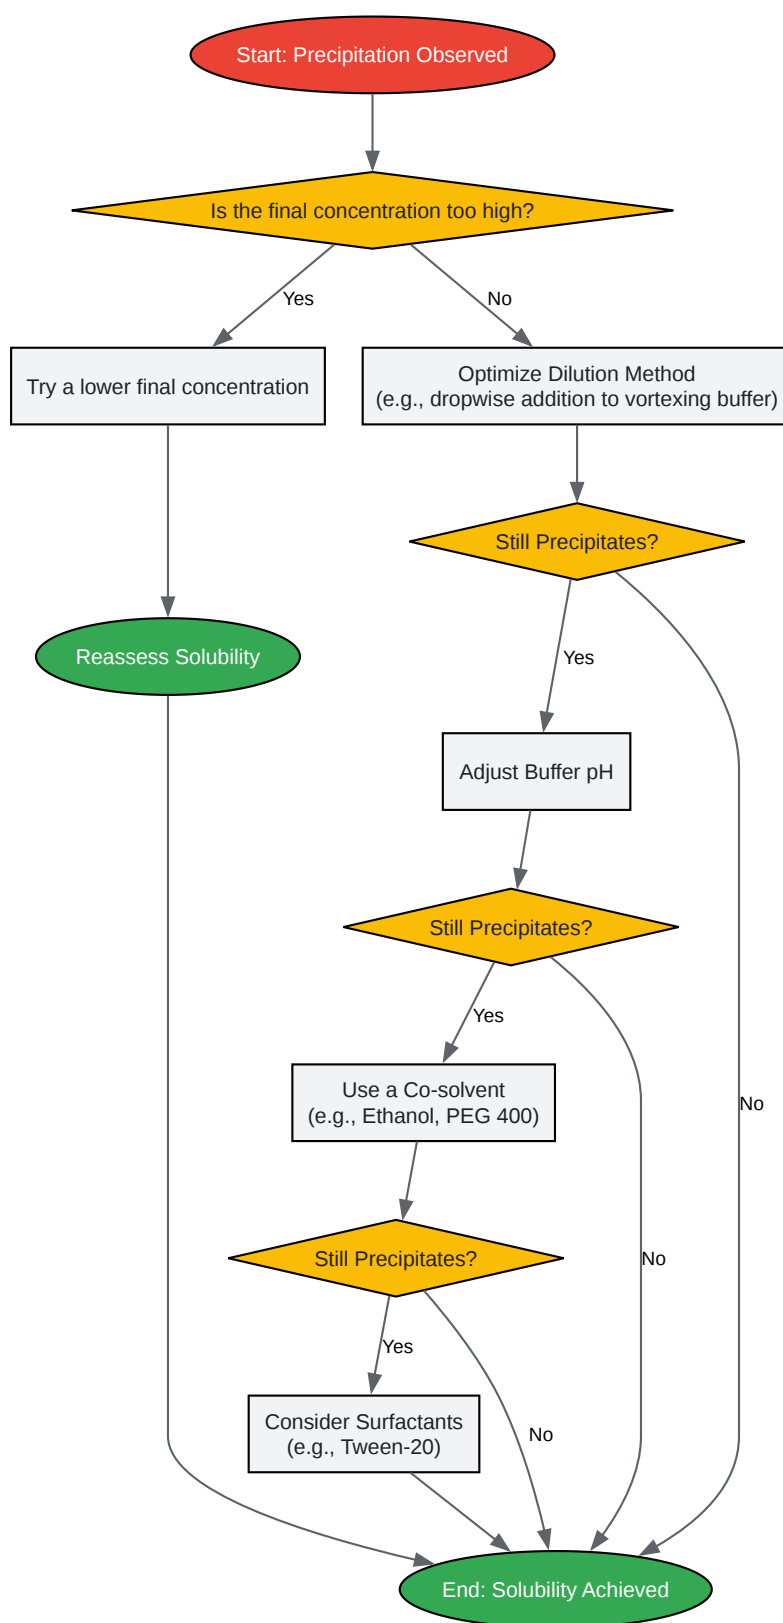 Start: Precipitation Observed
Is the final concentration too high?
Yes
No
Try a lower final concentration
Optimize Dilution Method
(e.g., dropwise addition to vortexing buffer)
Still Precipitates?
Reassess Solubility
Yes
Adjust Buffer pH
Still Precipitates?
Yes
Use a Co-solvent
(e.g., Ethanol, PEG 400)
No
Still Precipitates?
No
Yes
Consider Surfactants
(e.g., Tween-20)
No
End: Solubility Achieved